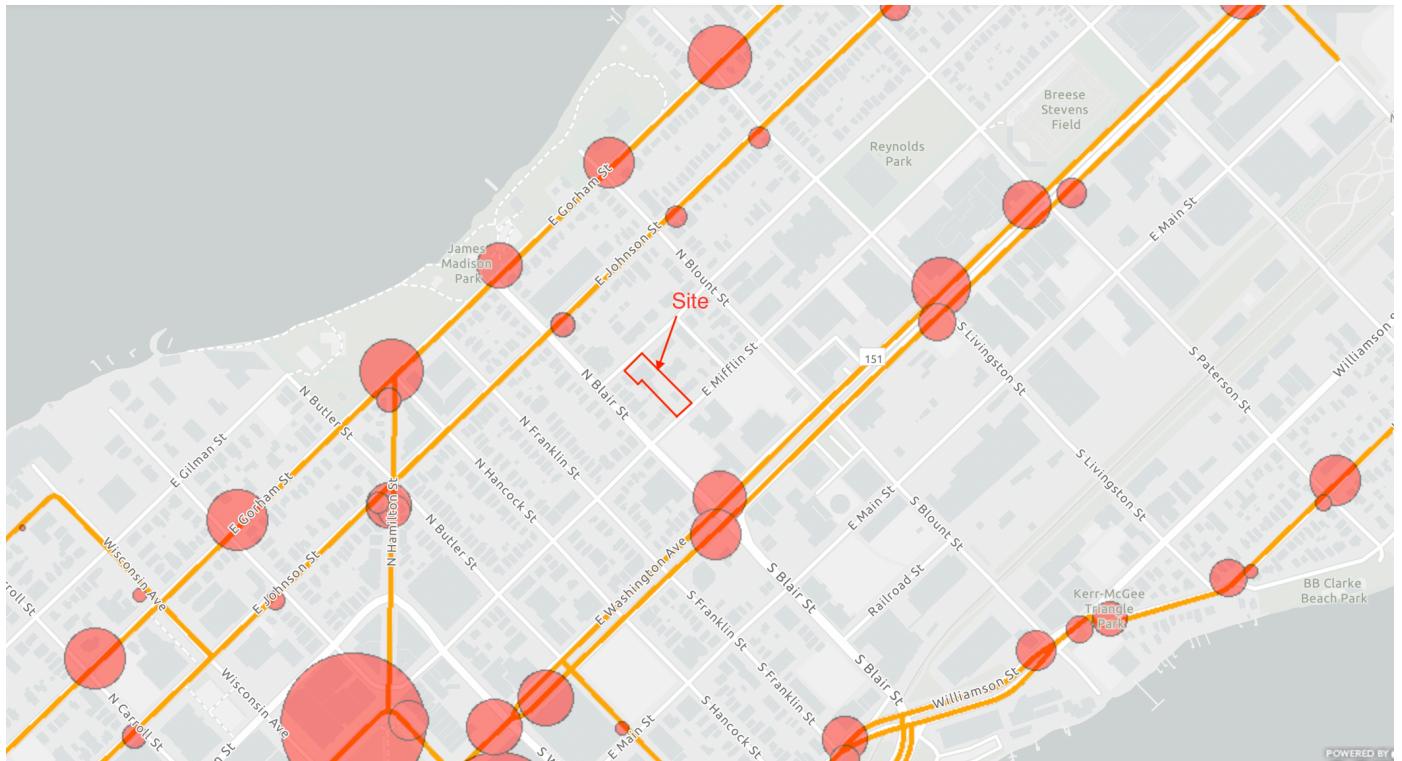 Breese
Stevens
Field
Reynolds
Park
E Gorham St
E Main St
James
Madison
Park
E Johnson St
N Blount St
Site
151
S Livingston St
E Mifflin St
N Blair St
S Paterson St
Williamson S
N Butler St
N Franklin St
E Gilman St
N Hancock St
S Livingston St
E Gorham St
N Hamilton St
E Main St
S Blount St
N Butler St
Wisconsin Ave
E Johnson St
E Washington Ave
S Blair St
Railroad St
BB Clarke
Beach Park
Kerr-McGee
Triangle
Park
rroll St
S Franklin St
S Franklin St
S Blair St
Wisconsin Ave
N Carroll St
Williamson St
S Hancock St
E Main St
n St
S W
POWERED BY